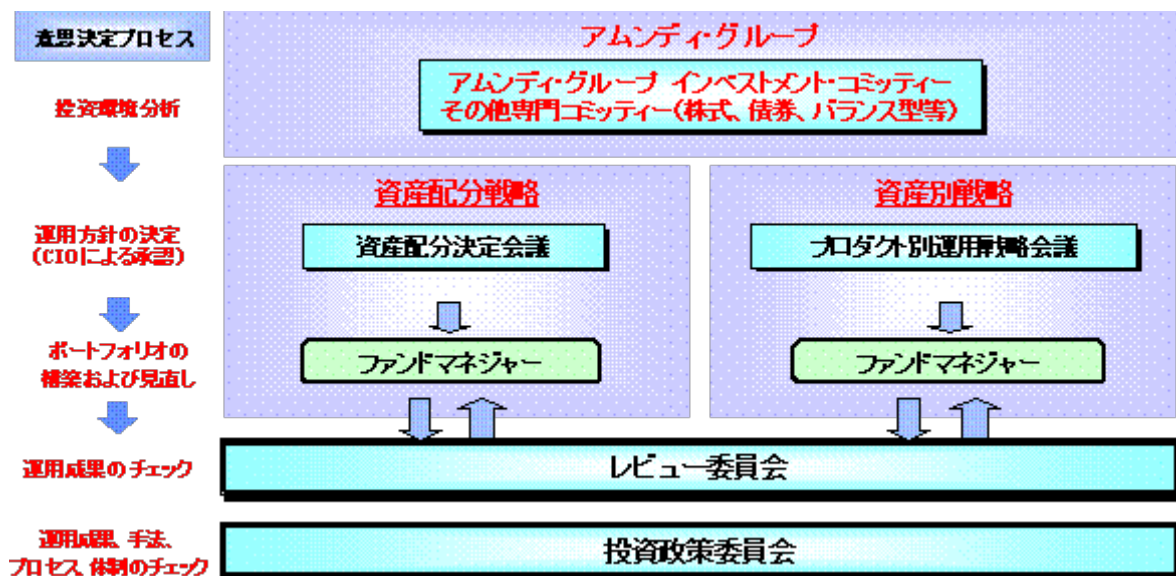 意思決定プロセス
アムンディ・グループ
アムンディ・グループ インベストメント・コミッティー
その他専門コミッティー(株式、債券、バランス型等)
投資環境分析
資産配分戦略
資産別戦略
運用方針の決定
(CIOによる承認)
資産配分決定会議
プロダクト別運用戦略会議
ポートフォリオの
構築および見直し
ファンドマネジャー
ファンドマネジャー
運用成果のチェック
レビュー委員会
運用成果、手法、
プロセス、体制のチェック
投資政策委員会